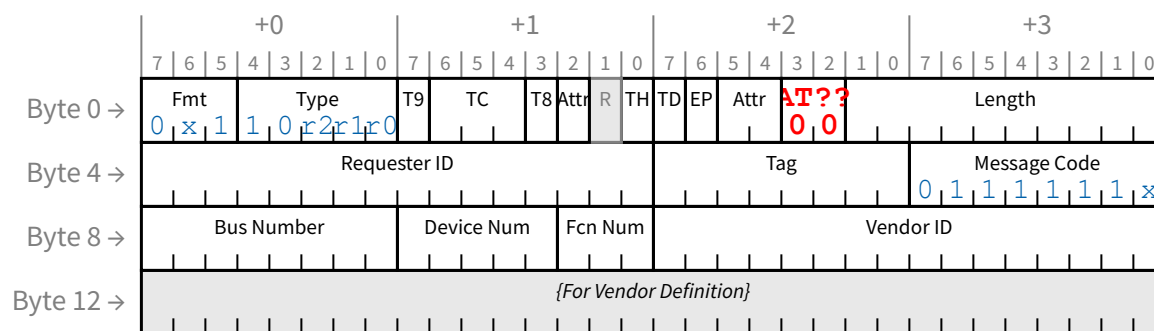 +0 +1 +2 +3
7 6 5 4 3 2 1 0 7 6 5 4 3 2 1 0 7 6 5 4 3 2 1 0 7 6 5 4 3 2 1 0
Byte 0 → Fmt Type T9 TC T8 Attr R TH TD EP Attr AT?? Length
0 x 1 1 0 r2 r1 r0 0 0
Byte 4 → Requester ID Tag Message Code
0 1 1 1 1 1 1 x
Byte 8 → Bus Number Device Num Fcn Num Vendor ID
Byte 12 → {For Vendor Definition}